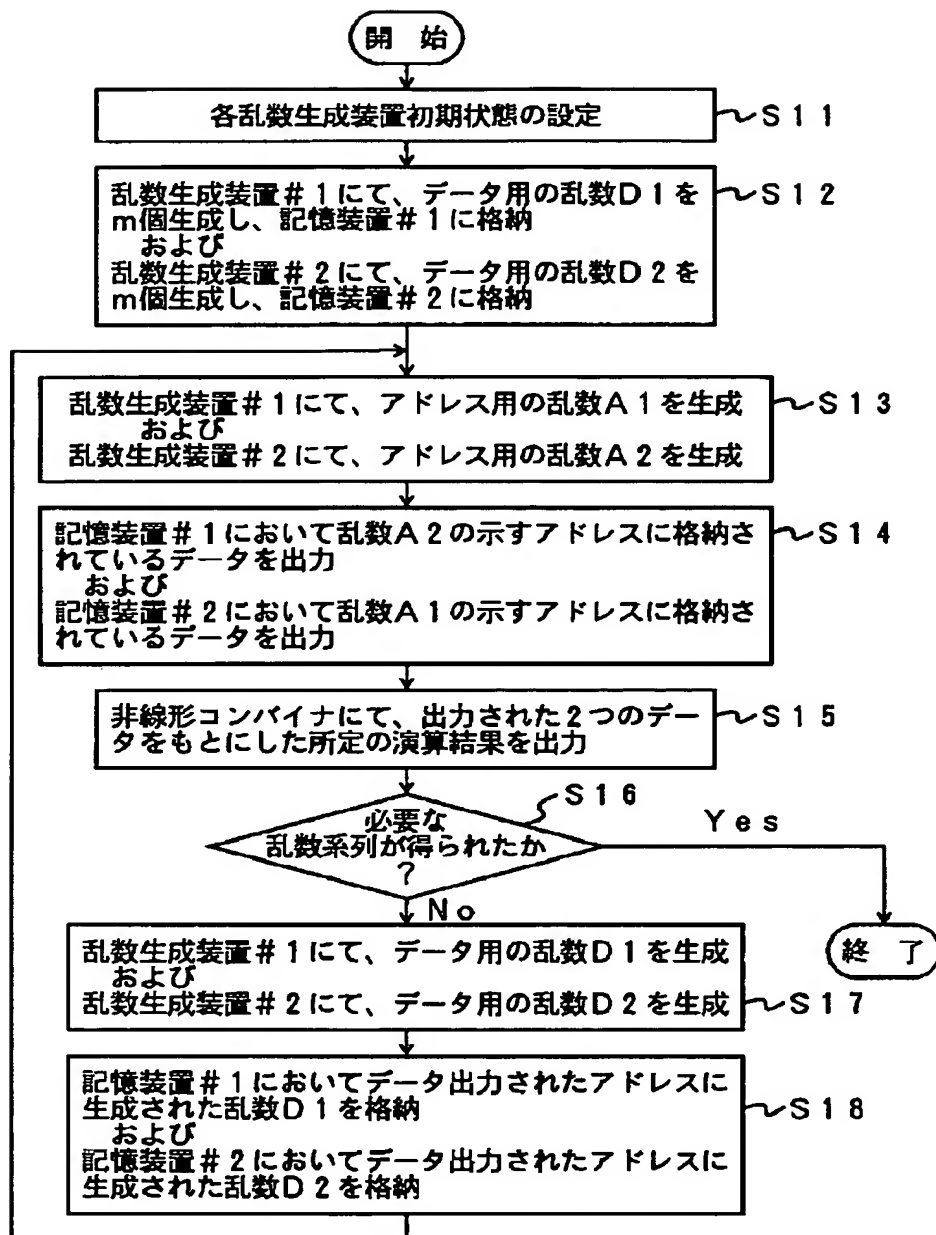 開　始
各乱数生成装置初期状態の設定
S11
乱数生成装置＃1にて、データ用の乱数D1を
m個生成し、記憶装置＃1に格納
および
乱数生成装置＃2にて、データ用の乱数D2を
m個生成し、記憶装置＃2に格納
S12
乱数生成装置＃1にて、アドレス用の乱数A1を生成
および
乱数生成装置＃2にて、アドレス用の乱数A2を生成
S13
記憶装置＃1において乱数A2の示すアドレスに格納さ
れているデータを出力
および
記憶装置＃2において乱数A1の示すアドレスに格納さ
れているデータを出力
S14
非線形コンバイナにて、出力された2つのデー
タをもとにした所定の演算結果を出力
S15
S16
必要な
乱数系列が得られたか
？
Yes
No
終　了
乱数生成装置＃1にて、データ用の乱数D1を生成
および
乱数生成装置＃2にて、データ用の乱数D2を生成
S17
記憶装置＃1においてデータ出力されたアドレスに
生成された乱数D1を格納
および
記憶装置＃2においてデータ出力されたアドレスに
生成された乱数D2を格納
S18